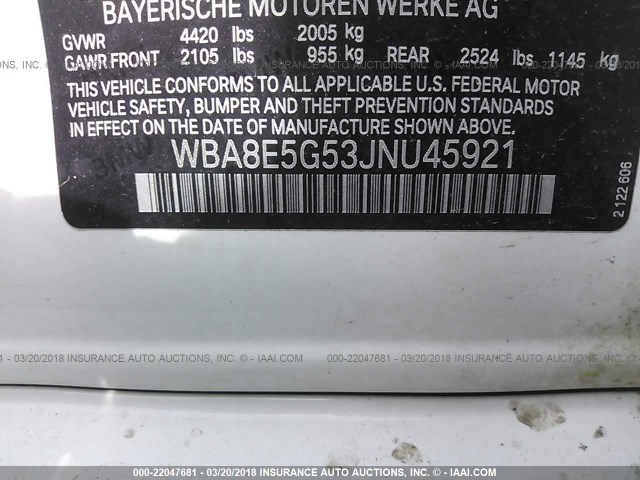 BAYERISCHE MOTOREN WERKE AG
GVWR 4420 lbs 2005 kg
GAWR FRONT 2105 lbs 955 kg REAR 2524 lbs 1145 kg
THIS VEHICLE CONFORMS TO ALL APPLICABLE U.S. FEDERAL MOTOR
VEHICLE SAFETY, BUMPER AND THEFT PREVENTION STANDARDS
IN EFFECT ON THE DATE OF MANUFACTURE SHOWN ABOVE.
WBA8E5G53JNU45921
2 122 606
000-22047681 - 03/20/2018 INSURANCE AUTO AUCTIONS, INC. © - IAAI.COM
000-22047681 - 03/20/2018 INSURANCE AUTO AUCTIONS, INC. © - IAAI.COM
000-22047681 - 03/20/2018 INSURANCE AUTO AUCTIONS, INC. © - IAAI.COM